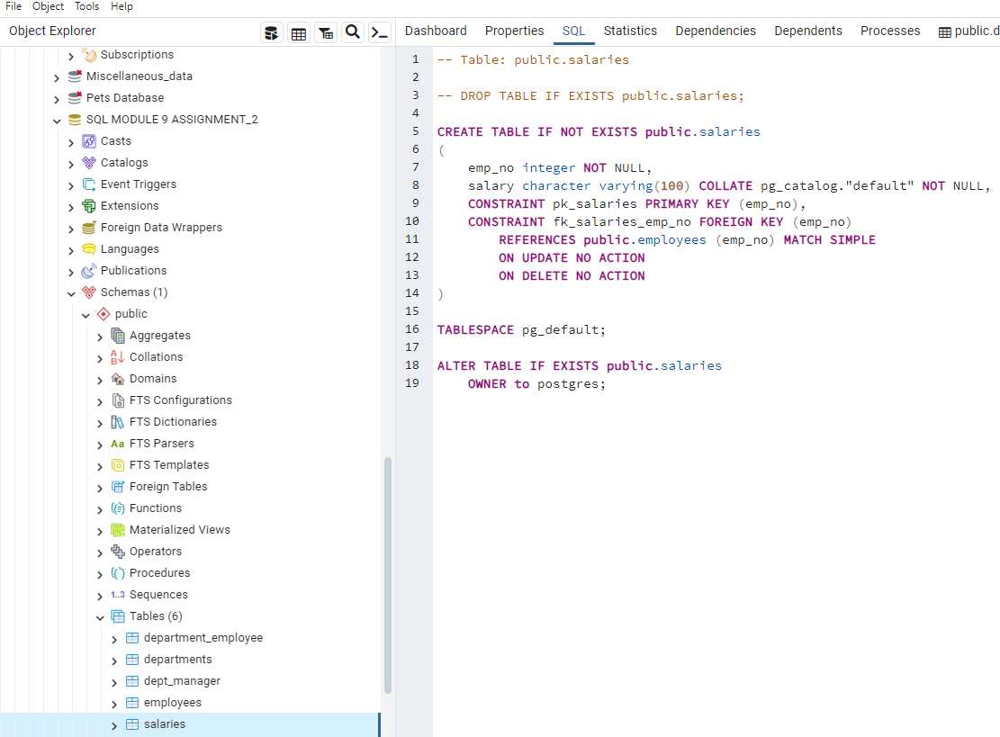 File Object Tools Help
Object Explorer
Dashboard Properties SQL Statistics Dependencies Dependents Processes public.d
Subscriptions
Miscellaneous_data
Pets Database
SQL MODULE 9 ASSIGNMENT_2
Casts
Catalogs
Event Triggers
Extensions
Foreign Data Wrappers
Languages
Publications
Schemas (1)
public
Aggregates
Collations
Domains
FTS Configurations
FTS Dictionaries
Aa FTS Parsers
FTS Templates
Foreign Tables
Functions
Materialized Views
Operators
Procedures
1..3 Sequences
Tables (6)
department_employee
departments
dept_manager
employees
salaries
1 -- Table: public.salaries
2
3 -- DROP TABLE IF EXISTS public.salaries;
4
5 CREATE TABLE IF NOT EXISTS public.salaries
6 (
7 emp_no integer NOT NULL,
8 salary character varying(100) COLLATE pg_catalog."default" NOT NULL,
9 CONSTRAINT pk_salaries PRIMARY KEY (emp_no),
10 CONSTRAINT fk_salaries_emp_no FOREIGN KEY (emp_no)
11 REFERENCES public.employees (emp_no) MATCH SIMPLE
12 ON UPDATE NO ACTION
13 ON DELETE NO ACTION
14 )
15
16 TABLESPACE pg_default;
17
18 ALTER TABLE IF EXISTS public.salaries
19 OWNER to postgres;